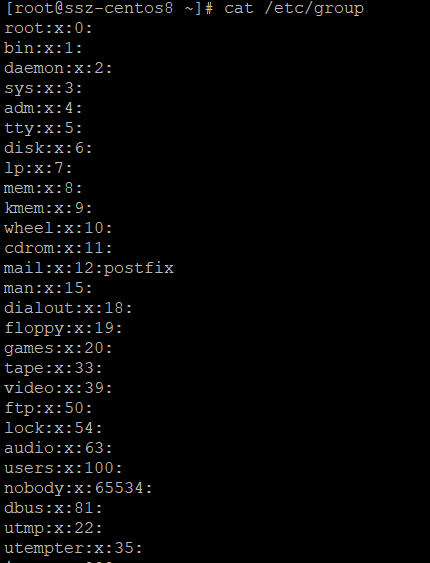 [root@ssz-centos8 ~]# cat /etc/group
root:x:0:
bin:x:1:
daemon:x:2:
sys:x:3:
adm:x:4:
tty:x:5:
disk:x:6:
lp:x:7:
mem:x:8:
kmem:x:9:
wheel:x:10:
cdrom:x:11:
mail:x:12:postfix
man:x:15:
dialout:x:18:
floppy:x:19:
games:x:20:
tape:x:33:
video:x:39:
ftp:x:50:
lock:x:54:
audio:x:63:
users:x:100:
nobody:x:65534:
dbus:x:81:
utmp:x:22:
utempter:x:35: